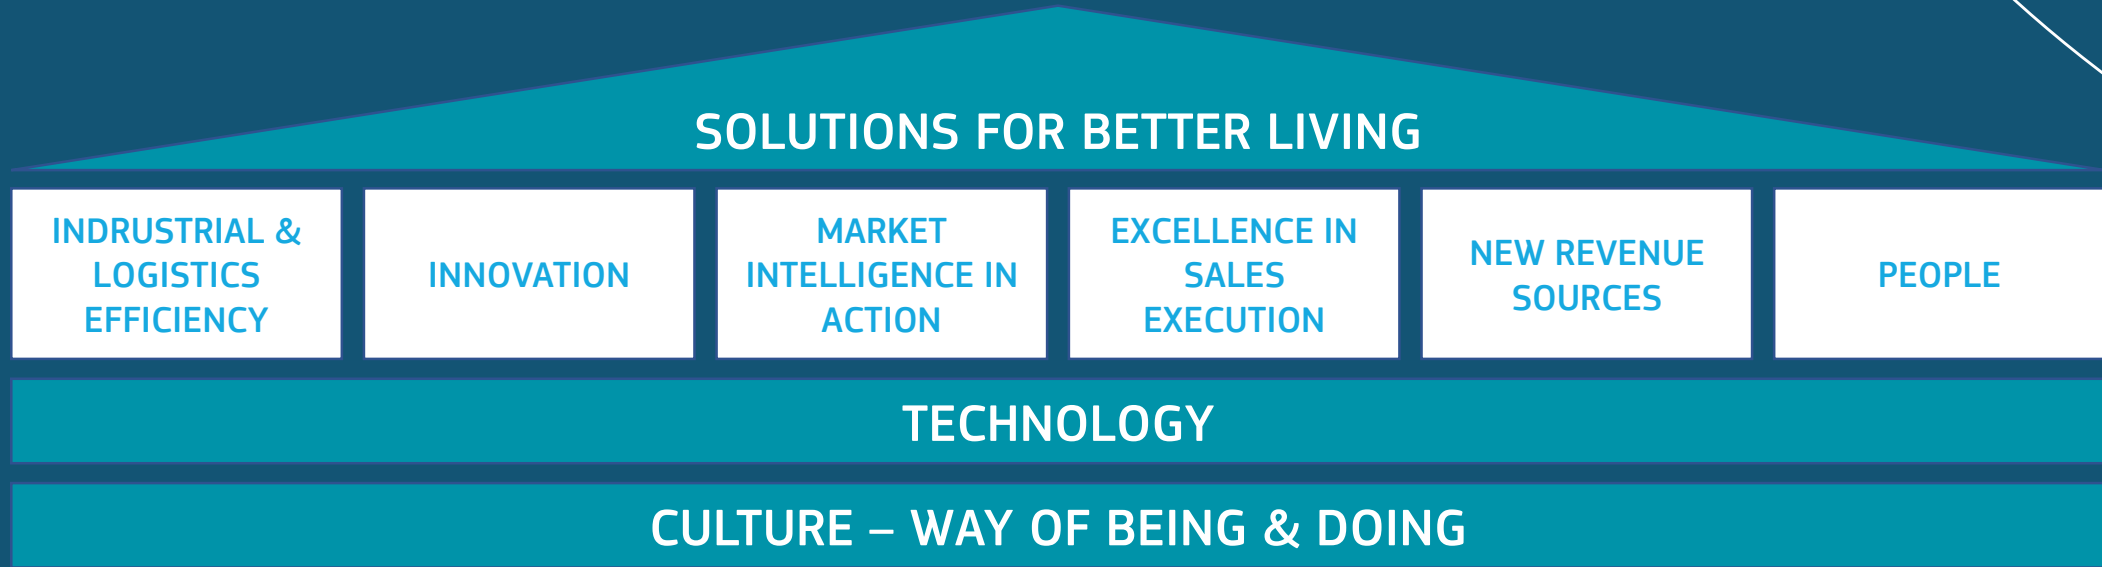 SOLUTIONS FOR BETTER LIVING
INDRUSTRIAL &
LOGISTICS
EFFICIENCY
INNOVATION
MARKET
INTELLIGENCE IN
ACTION
EXCELLENCE IN
SALES
EXECUTION
NEW REVENUE
SOURCES
PEOPLE
TECHNOLOGY
CULTURE – WAY OF BEING & DOING